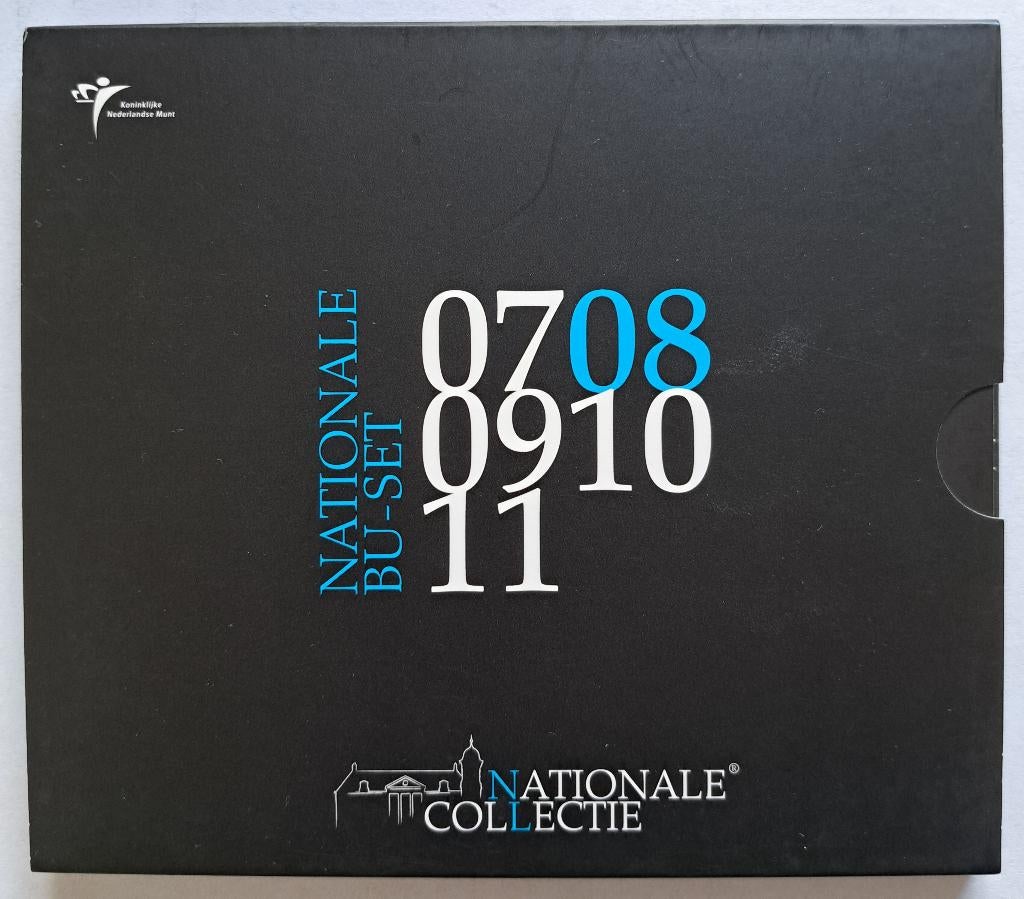 Koninklijke
Nederlandse Munt
NATIONALE
BU-SET
0708
0910
11
NATIONALE®
COLLECTIE